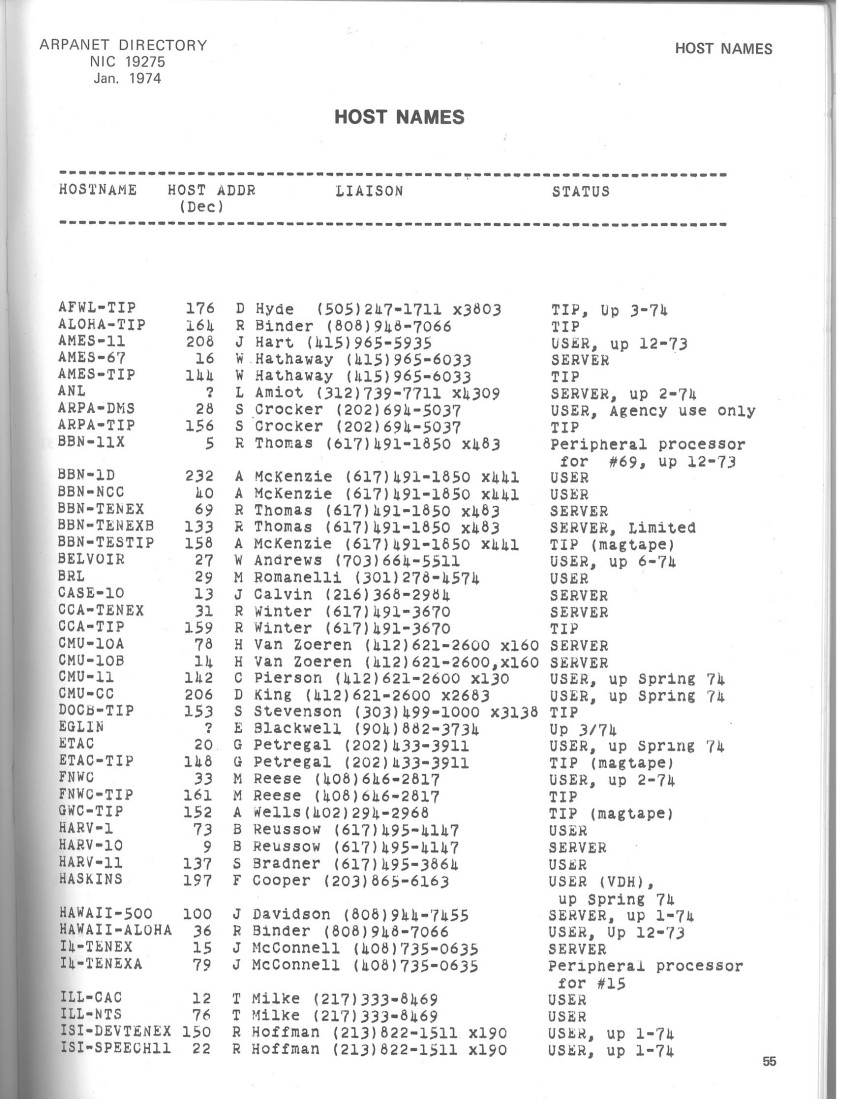 ARPANET DIRECTORY HOST NAMES
NIC 19275
Jan. 1974
HOST NAMES
HOSTNAME HOST ADDR LIAISON STATUS
(Dec)
AFWL-TIP 176 D Hyde (505)247-1711 x3803 TIP, Up 3-74
ALOHA-TIP 164 R Binder (808)948-7066 TIP
AMES-11 208 J Hart (415)965-5935 USER, up 12-73
AMES-67 16 W Hathaway (415)965-6033 SERVER
AMES-TIP 144 W Hathaway (415)965-6033 TIP
ANL ? L Amiot (312)739-7711 x4309 SERVER, up 2-74
ARPA-DMS 28 S Crocker (202)694-5037 USER, Agency use only
ARPA-TIP 156 S Crocker (202)694-5037 TIP
BBN-11X 5 R Thomas (617)491-1850 x483 Peripheral processor
for #69, up 12-73
BBN-1D 232 A McKenzie (617)491-1850 x441 USER
BBN-NCC 40 A McKenzie (617)491-1850 x441 USER
BBN-TENEX 69 R Thomas (617)491-1850 x483 SERVER
BBN-TENEXB 133 R Thomas (617)491-1850 x483 SERVER, Limited
BBN-TESTIP 158 A McKenzie (617)491-1850 x441 TIP (magtape)
BELVOIR 27 W Andrews (703)664-5511 USER, up 6-74
BRL 29 M Romanelli (301)278-4574 USER
CASE-10 13 J Calvin (216)368-2984 SERVER
CCA-TENEX 31 R Winter (617)491-3670 SERVER
CCA-TIP 159 R Winter (617)491-3670 TIP
CMU-10A 78 H Van Zoeren (412)621-2600 x160 SERVER
CMU-10B 14 H Van Zoeren (412)621-2600,x160 SERVER
CMU-11 142 C Pierson (412)621-2600 x130 USER, up Spring 74
CMU-CC 206 D King (412)621-2600 x2683 USER, up Spring 74
DOCB-TIP 153 S Stevenson (303)499-1000 x3138 TIP
EGLIN ? E Blackwell (904)882-3734 Up 3/74
ETAC 20 G Petregal (202)433-3911 USER, up Spring 74
ETAC-TIP 148 G Petregal (202)433-3911 TIP (magtape)
FNWC 33 M Reese (408)646-2817 USER, up 2-74
FNWC-TIP 161 M Reese (408)646-2817 TIP
GWC-TIP 152 A Wells(402)294-2968 TIP (magtape)
HARV-1 73 B Reussow (617)495-4147 USER
HARV-10 9 B Reussow (617)495-4147 SERVER
HARV-11 137 S Bradner (617)495-3864 USER
HASKINS 197 F Cooper (203)865-6163 USER (VDH),
up Spring 74
HAWAII-500 100 J Davidson (808)944-7455 SERVER, up 1-74
HAWAII-ALOHA 36 R Binder (808)948-7066 USER, Up 12-73
I4-TENEX 15 J McConnell (408)735-0635 SERVER
I4-TENEXA 79 J McConnell (408)735-0635 Peripheral processor
for #15
ILL-CAC 12 T Milke (217)333-8469 USER
ILL-NTS 76 T Milke (217)333-8469 USER
ISI-DEVTENEX 150 R Hoffman (213)822-1511 x190 USER, up 1-74
ISI-SPEECH11 22 R Hoffman (213)822-1511 x190 USER, up 1-74
55